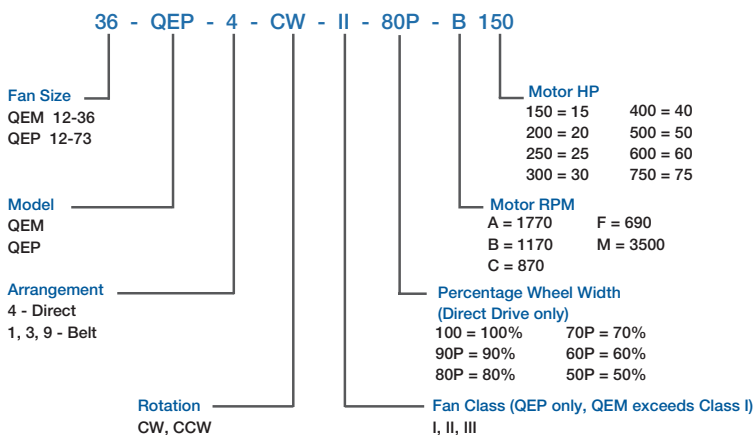 36 - QEP - 4 - CW - II - 80P - B 150
Fan Size
QEM 12-36
QEP 12-73
Motor HP
150 = 15 400 = 40
200 = 20 500 = 50
250 = 25 600 = 60
300 = 30 750 = 75
Model
QEM
QEP
Motor RPM
A = 1770 F = 690
B = 1170 M = 3500
C = 870
Arrangement
4 - Direct
1, 3, 9 - Belt
Percentage Wheel Width
(Direct Drive only)
100 = 100% 70P = 70%
90P = 90% 60P = 60%
80P = 80% 50P = 50%
Rotation
CW, CCW
Fan Class (QEP only, QEM exceeds Class I)
I, II, III